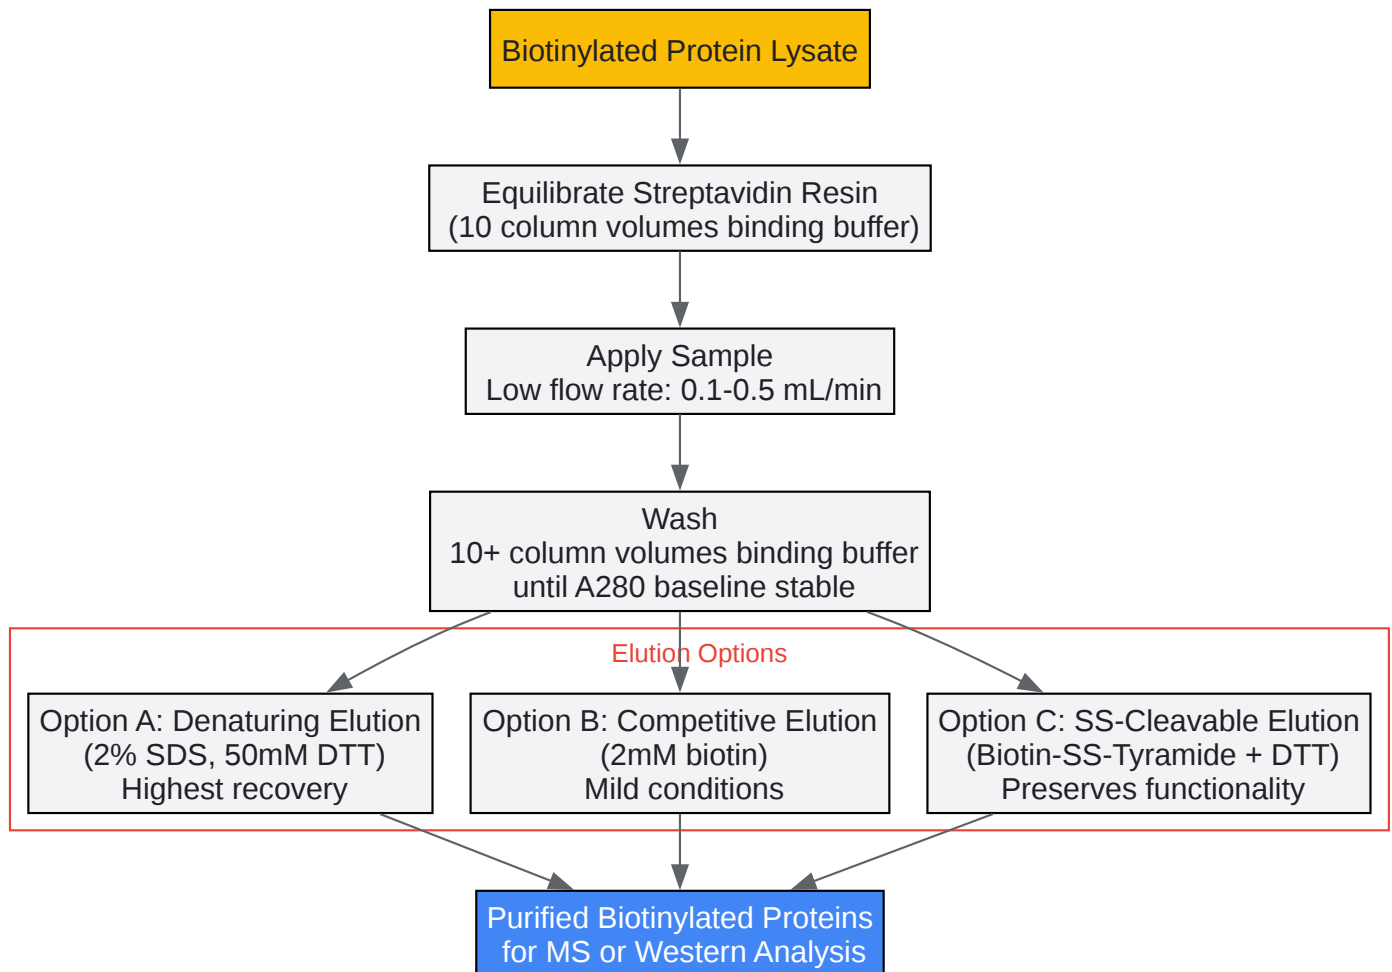 Biotinylated Protein Lysate
Equilibrate Streptavidin Resin
(10 column volumes binding buffer)
Apply Sample
Low flow rate: 0.1-0.5 mL/min
Wash
10+ column volumes binding buffer
until A280 baseline stable
Elution Options
Option A: Denaturing Elution
(2% SDS, 50mM DTT)
Highest recovery
Option B: Competitive Elution
(2mM biotin)
Mild conditions
Option C: SS-Cleavable Elution
(Biotin-SS-Tyramide + DTT)
Preserves functionality
Purified Biotinylated Proteins
for MS or Western Analysis